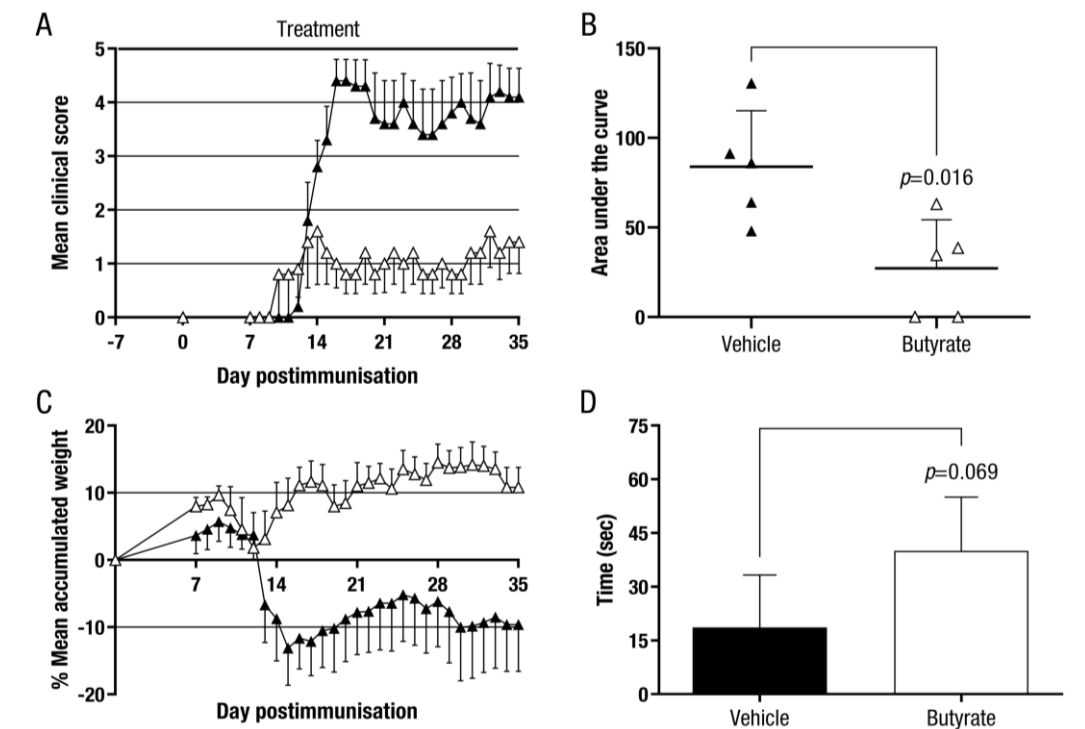 A
Treatment
Mean clinical score
5
4
3
2
1
0
-7 0 7 14 21 28 35
Day postimmunisation
B
Area under the curve
150
100
50
0
p=0.016
Vehicle Butyrate
C
% Mean accumulated weight
20
10
0
-10
-20
7 14 21 28 35
Day postimmunisation
D
Time (sec)
75
60
45
30
15
0
p=0.069
Vehicle Butyrate